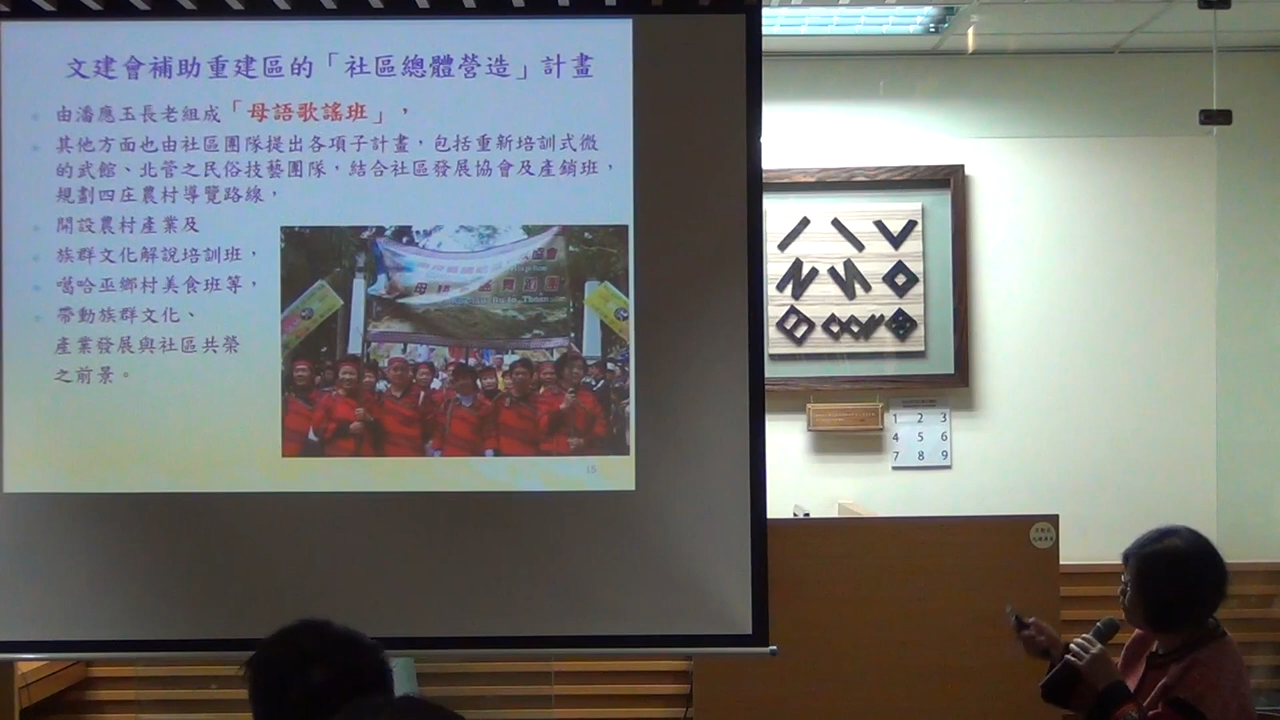 文建會補助重建區的「社區總體營造」計畫
由潘應玉長老組成「母語歌謠班」，
其他方面也由社區團隊提出各項子計畫，包括重新培訓式微
的武館、北管之民俗技藝團隊，結合社區發展協會及產銷班，
規劃四庄農村導覽路線，
開設農村產業及
族群文化解說培訓班，
噶哈巫鄉村美食班等，
帶動族群文化、
產業發展與社區共榮
之前景。
15
1 2 3
4 5 6
7 8 9